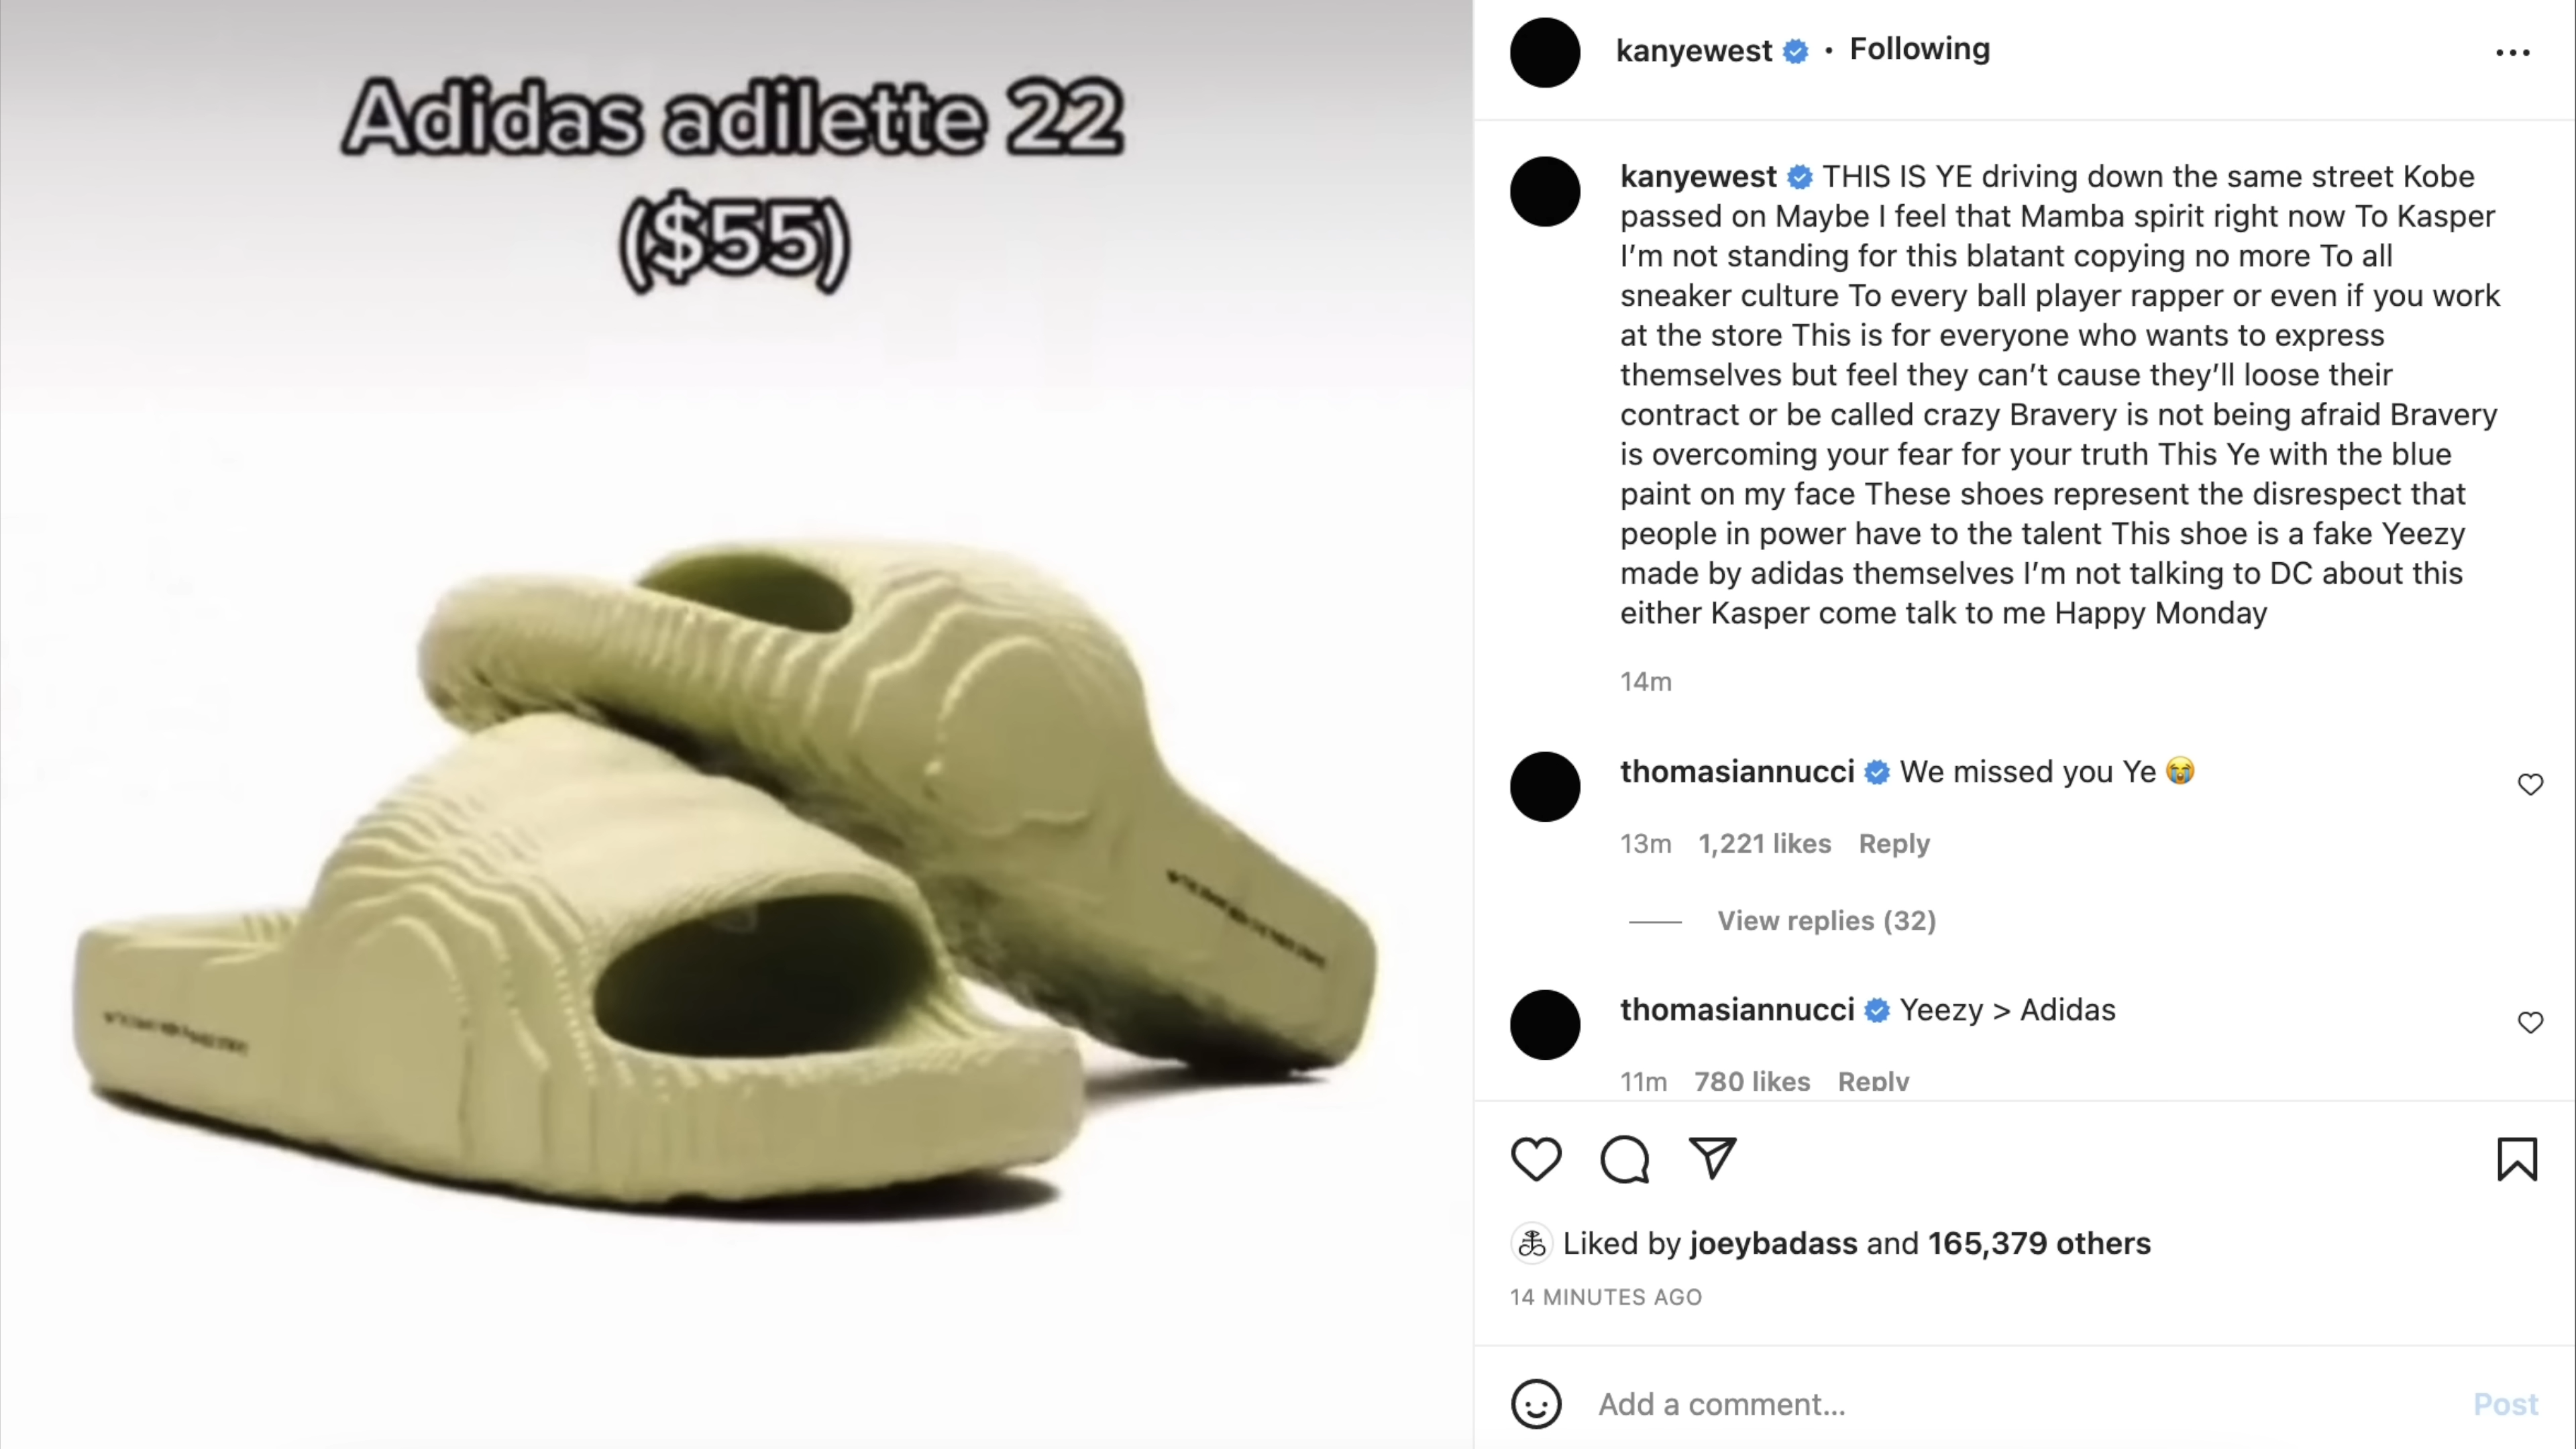 Adidas adilette 22
($55)
kanyewest • Following
kanyewest THIS IS YE driving down the same street Kobe
passed on Maybe I feel that Mamba spirit right now To Kasper
I’m not standing for this blatant copying no more To all
sneaker culture To every ball player rapper or even if you work
at the store This is for everyone who wants to express
themselves but feel they can’t cause they’ll loose their
contract or be called crazy Bravery is not being afraid Bravery
is overcoming your fear for your truth This Ye with the blue
paint on my face These shoes represent the disrespect that
people in power have to the talent This shoe is a fake Yeezy
made by adidas themselves I’m not talking to DC about this
either Kasper come talk to me Happy Monday
14m
thomasiannucci We missed you Ye 😭
13m 1,221 likes Reply
View replies (32)
thomasiannucci Yeezy > Adidas
11m 780 likes Reply
Liked by joeybadass and 165,379 others
14 MINUTES AGO
Add a comment... Post